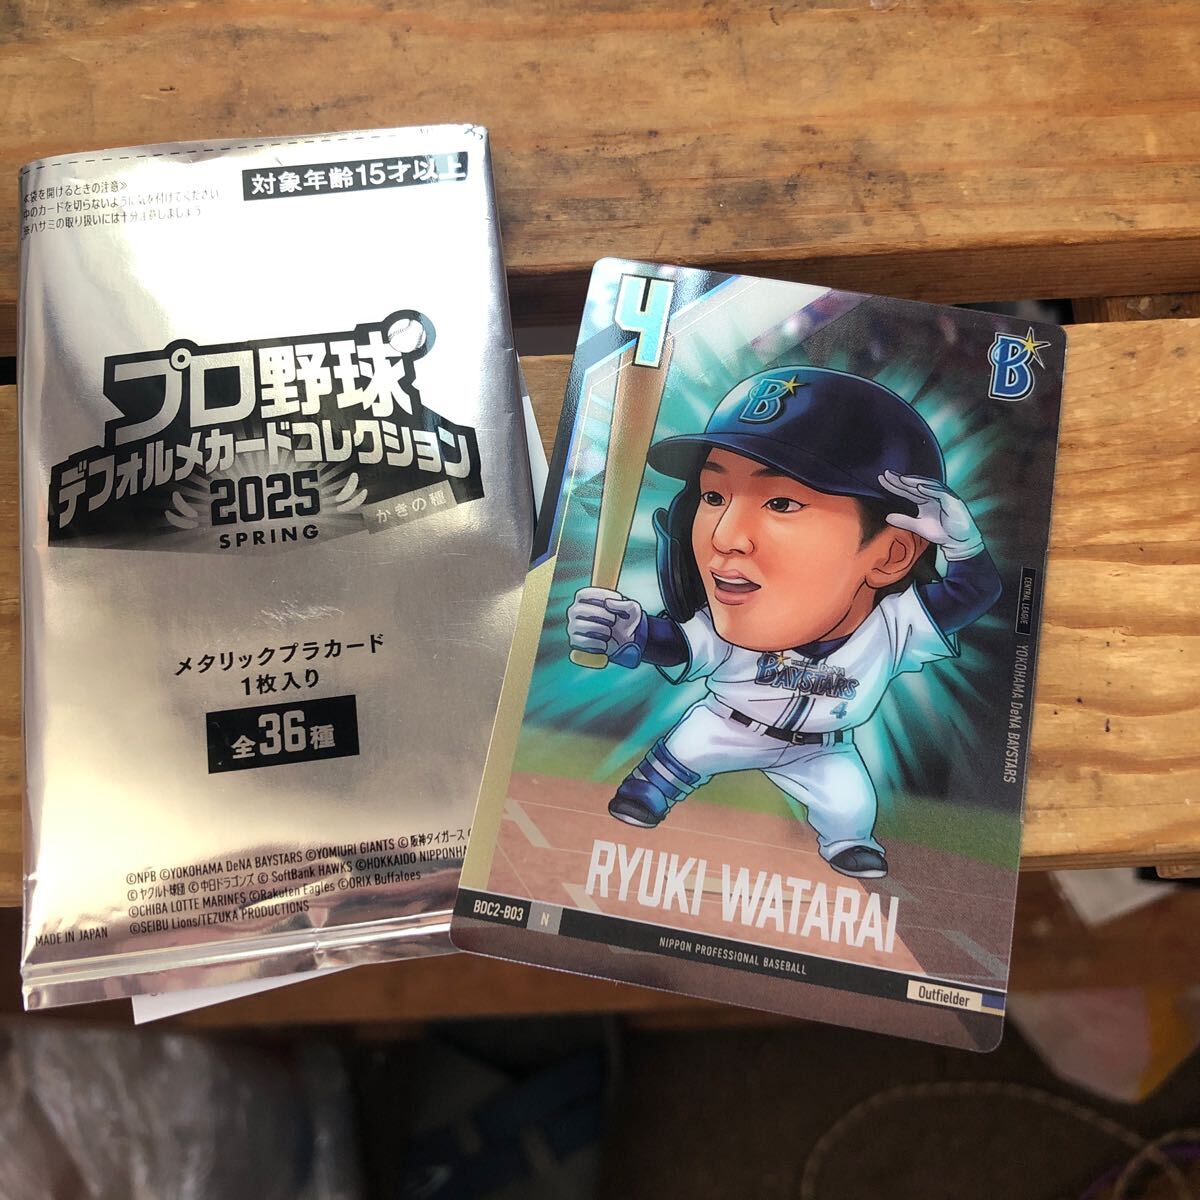 対象年齢15才以上
袋を開けるときの注意≫
中のカードを切らないように気を付けてください
※ハサミの取り扱いには十分注意しましょう
プロ野球
デフォルメカードコレクション
2025
かきの種
SPRING
メタリックプラカード
1枚入り
全36種
©NPB ©YOKOHAMA DeNA BAYSTARS ©YOMIURI GIANTS ©阪神タイガース
©ヤクルト球団 ©中日ドラゴンズ © SoftBank HAWKS ©HOKKAIDO NIPPONHA
©CHIBA LOTTE MARINES ©Rakuten Eagles ©ORIX Buffaloes
©SEIBU Lions/TEZUKA PRODUCTIONS
MADE IN JAPAN
4
B
B
DeNA
BAYSTARS
4
CENTRAL LEAGUE
YOKOHAMA DeNA BAYSTARS
RYUKI WATARAI
BDC2-B03 N
NIPPON PROFESSIONAL BASEBALL
Outfielder